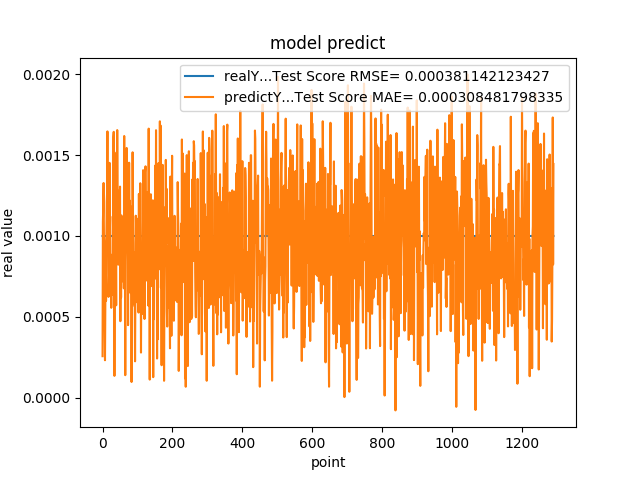 model predict
realY...Test Score RMSE= 0.000381142123427
predictY...Test Score MAE= 0.000308481798335
real value
0.0020
0.0015
0.0010
0.0005
0.0000
0 200 400 600 800 1000 1200
point